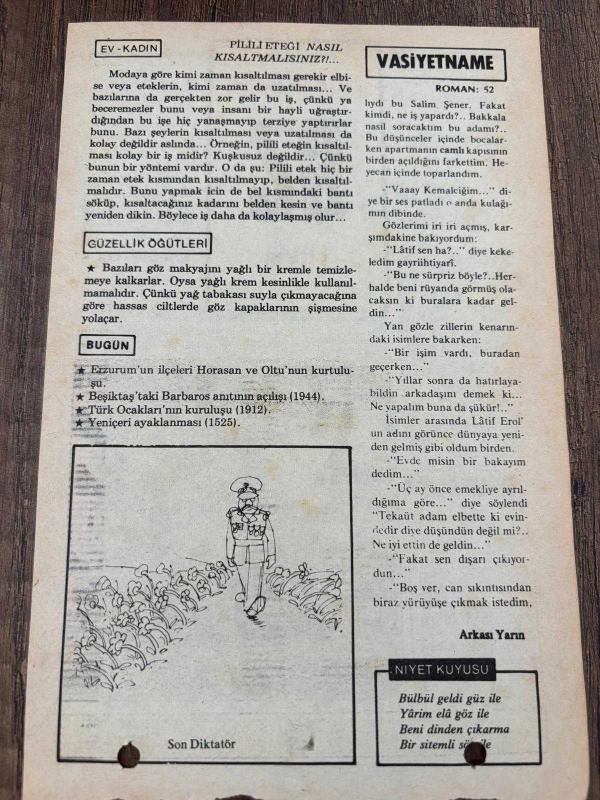 EV - KADIN
PİLİLİ ETEĞİ NASIL
KISALTMALISINIZ?!...
Modaya göre kimi zaman kısaltılması gerekir elbi-
se veya eteklerin, kimi zaman da uzatılması... Ve
bazılarına da gerçekten zor gelir bu iş, çünkü ya
beceremezler bunu veya insanı bir hayli uğraştır-
dığından bu işe hiç yanaşmayıp terziye yaptırırlar
bunu. Bazı şeylerin kısaltılması veya uzatılması da
kolay değildir aslında... Örneğin, pilili eteğin kısaltıl-
ması kolay bir iş midir? Kuşkusuz değildir... Çünkü
bunun bir yöntemi vardır. O da şu: Pilili etek hiç bir
zaman etek kısmından kısaltılmayıp, belden kısaltıl-
malıdır. Bunu yapmak icin de bel kısmındaki bantı
söküp, kısaltacağınız kadarını belden kesin ve bantı
yeniden dikin. Böylece iş daha da kolaylaşmış olur...
GÜZELLİK ÖĞÜTLERİ
★ Bazıları göz makyajını yağlı bir kremle temizle-
meye kalkarlar. Oysa yağlı krem kesinlikle kullanıl-
mamalıdır. Çünkü yağ tabakası suyla çıkmayacağına
göre hassas ciltlerde göz kapaklarının şişmesine
yolaçar.
BUGÜN
★ Erzurum'un ilçeleri Horasan ve Oltu'nun kurtulu-
şu.
★ Beşiktaş'taki Barbaros anıtının açılışı (1944).
★ Türk Ocakları'nın kuruluşu (1912).
★ Yeniçeri ayaklanması (1525).
Son Diktatör
VASİYETNAME
ROMAN: 52
lıydı bu Salim Şener. Fakat
kimdi, ne iş yapardı?.. Bakkala
nasıl soracaktım bu adamı?..
Bu düşünceler içinde bocalar-
ken apartmanın camlı kapısının
birden açıldığını farkettim. He-
yecan içinde toparlandım.
-"Vaaay Kemalciğim..." di-
ye bir ses patladı o anda kulağı-
mın dibinde.
Gözlerimi iri iri açmış, kar-
şımdakine bakıyordum:
-"Lâtif sen ha?.." diye keke-
ledim gayriihtiyarî.
-"Bu ne sürpriz böyle?..Her-
halde beni rüyanda görmüş ola-
caksın ki buralara kadar gel-
din..."
Yan gözle zillerin kenarın-
daki isimlere bakarken:
-"Bir işim vardı, buradan
geçerken..."
-"Yıllar sonra da hatırlaya-
bildin arkadaşını demek ki...
Ne yapalım buna da şükür!.."
İsimler arasında Lâtif Erol'
un adını görünce dünyaya yeni-
den gelmiş gibi oldum birden.
-"Evde misin bir bakayım
dedim..."
-"Üç ay önce emekliye ayrıl-
dığıma göre..." diye söylendi
"Tekaüt adam elbette ki evin-
dedir diye düşündün değil mi?..
Ne iyi ettin de geldin..."
-"Fakat sen dışarı çıkıyor-
dun..."
-"Boş ver, can sıkıntısından
biraz yürüyüşe çıkmak istedim,
Arkası Yarın
NİYET KUYUSU
Bülbül geldi güz ile
Yârim elâ göz ile
Beni dinden çıkarma
Bir sitemli ile